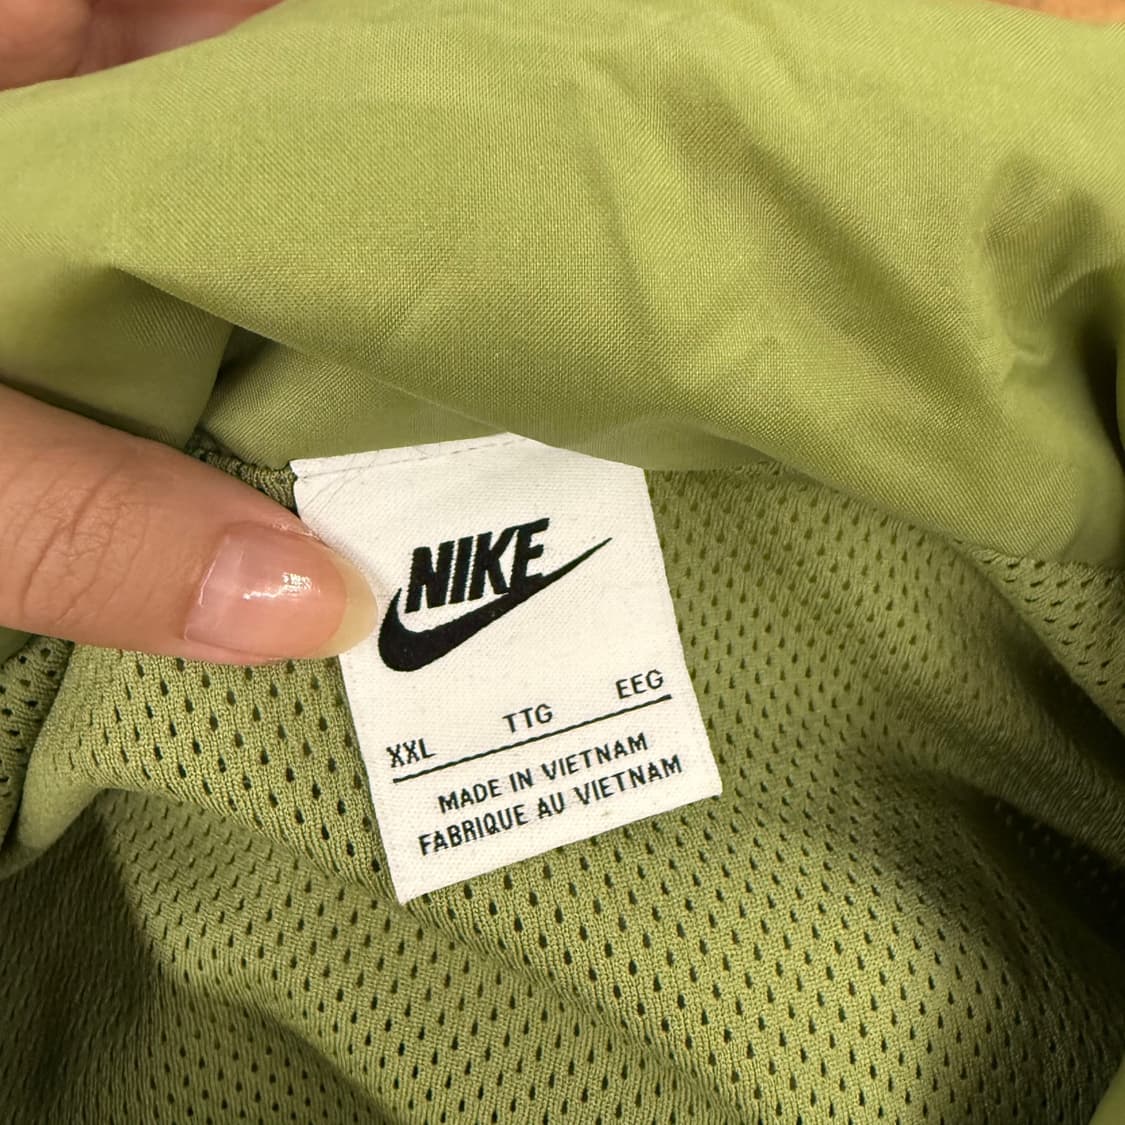 NIKE
XXL TTG EEG
MADE IN VIETNAM
FABRIQUE AU VIETNAM